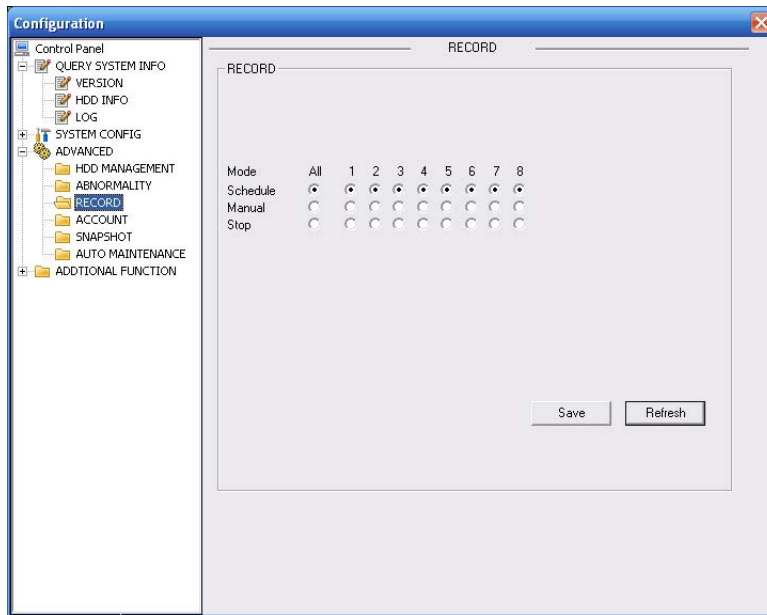 Configuration
Control Panel
QUERY SYSTEM INFO
VERSION
HDD INFO
LOG
SYSTEM CONFIG
ADVANCED
HDD MANAGEMENT
ABNORMALITY
RECORD
ACCOUNT
SNAPSHOT
AUTO MAINTENANCE
ADDTIONAL FUNCTION
RECORD
RECORD
Mode All 1 2 3 4 5 6 7 8
Schedule
Manual
Stop
Save Refresh